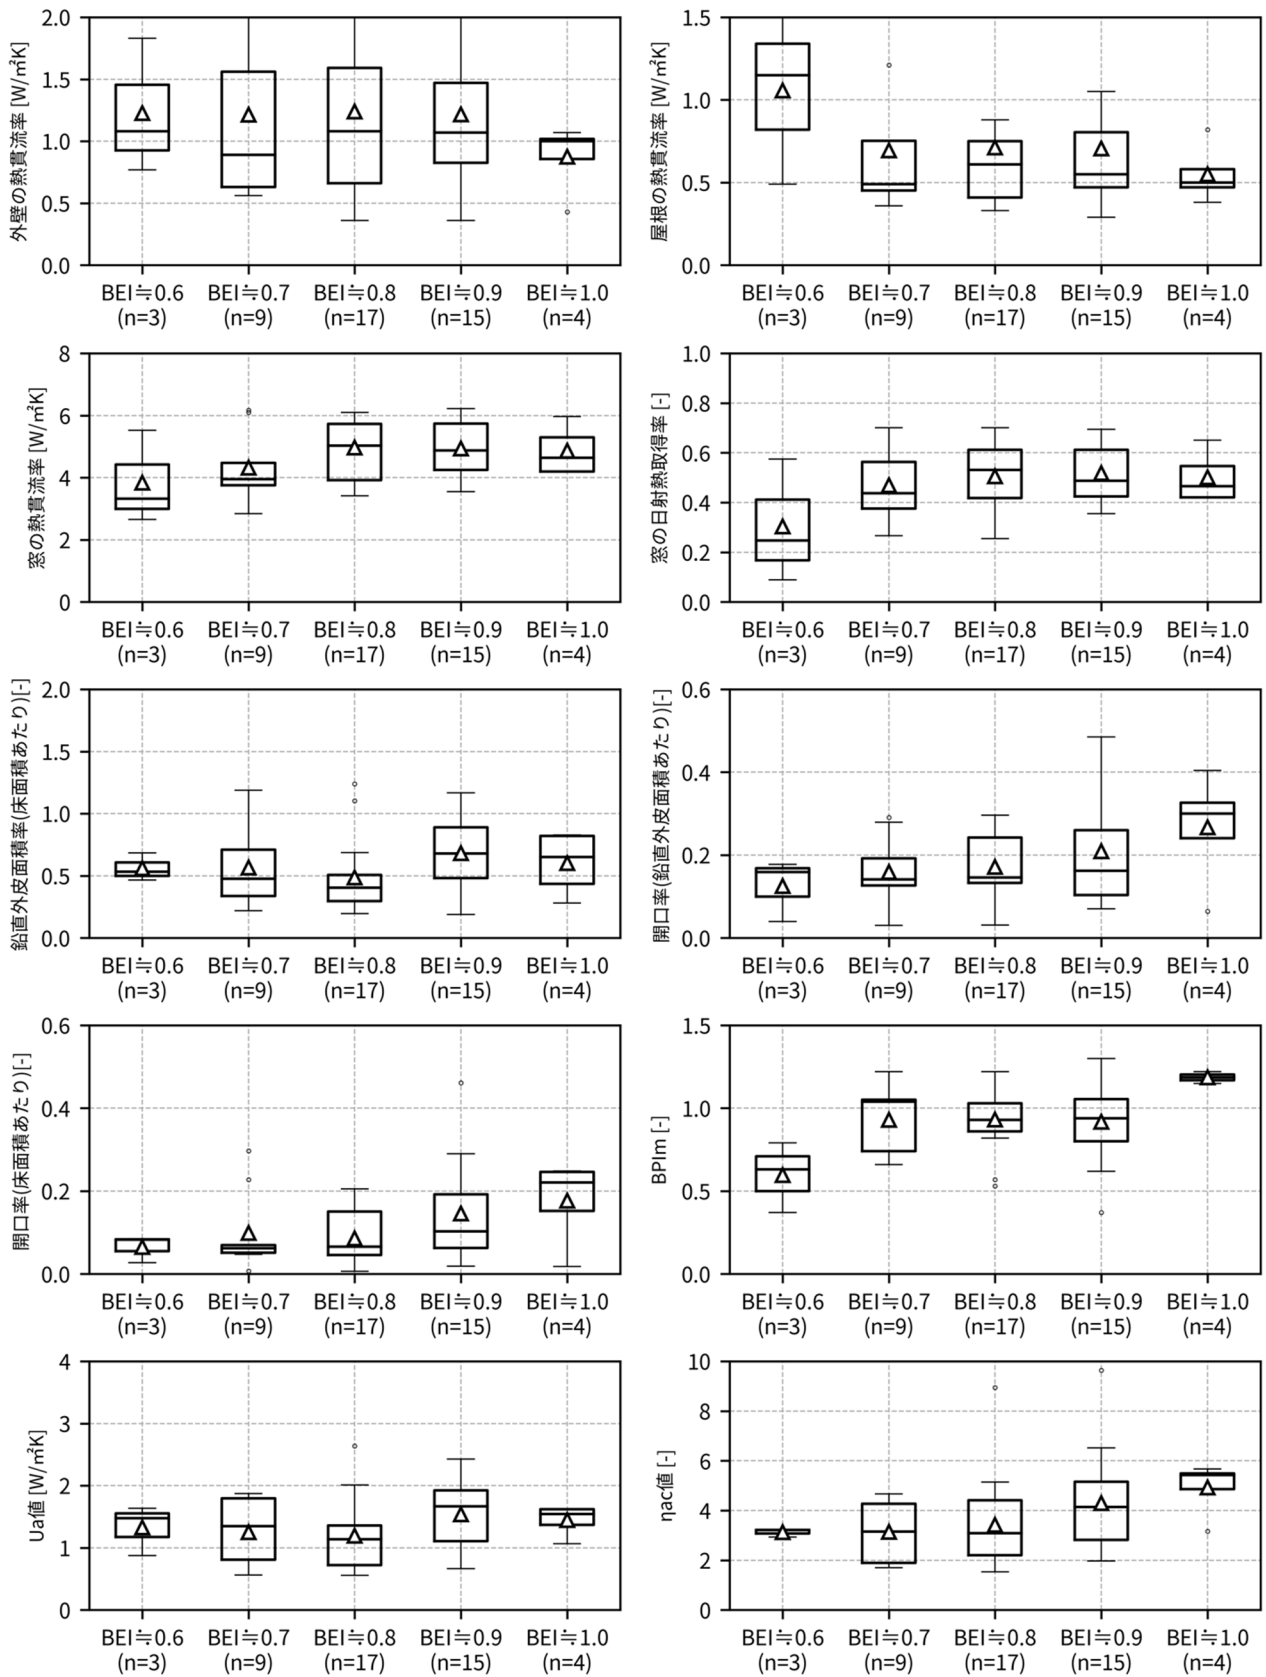 外壁の熱貫流率 [W/㎡K]
2.0
1.5
1.0
0.5
0.0
BEI≒0.6 BEI≒0.7 BEI≒0.8 BEI≒0.9 BEI≒1.0
(n=3) (n=9) (n=17) (n=15) (n=4)
屋根の熱貫流率 [W/㎡K]
1.5
1.0
0.5
0.0
BEI≒0.6 BEI≒0.7 BEI≒0.8 BEI≒0.9 BEI≒1.0
(n=3) (n=9) (n=17) (n=15) (n=4)
窓の熱貫流率 [W/㎡K]
8
6
4
2
0
BEI≒0.6 BEI≒0.7 BEI≒0.8 BEI≒0.9 BEI≒1.0
(n=3) (n=9) (n=17) (n=15) (n=4)
窓の日射熱取得率 [-]
1.0
0.8
0.6
0.4
0.2
0.0
BEI≒0.6 BEI≒0.7 BEI≒0.8 BEI≒0.9 BEI≒1.0
(n=3) (n=9) (n=17) (n=15) (n=4)
鉛直外皮面積率(床面積あたり)[-]
2.0
1.5
1.0
0.5
0.0
BEI≒0.6 BEI≒0.7 BEI≒0.8 BEI≒0.9 BEI≒1.0
(n=3) (n=9) (n=17) (n=15) (n=4)
開口率(鉛直外皮面積あたり)[-]
0.6
0.4
0.2
0.0
BEI≒0.6 BEI≒0.7 BEI≒0.8 BEI≒0.9 BEI≒1.0
(n=3) (n=9) (n=17) (n=15) (n=4)
開口率(床面積あたり)[-]
0.6
0.4
0.2
0.0
BEI≒0.6 BEI≒0.7 BEI≒0.8 BEI≒0.9 BEI≒1.0
(n=3) (n=9) (n=17) (n=15) (n=4)
BPIm [-]
1.5
1.0
0.5
0.0
BEI≒0.6 BEI≒0.7 BEI≒0.8 BEI≒0.9 BEI≒1.0
(n=3) (n=9) (n=17) (n=15) (n=4)
Ua値 [W/㎡K]
4
3
2
1
0
BEI≒0.6 BEI≒0.7 BEI≒0.8 BEI≒0.9 BEI≒1.0
(n=3) (n=9) (n=17) (n=15) (n=4)
ηac値 [-]
10
8
6
4
2
0
BEI≒0.6 BEI≒0.7 BEI≒0.8 BEI≒0.9 BEI≒1.0
(n=3) (n=9) (n=17) (n=15) (n=4)